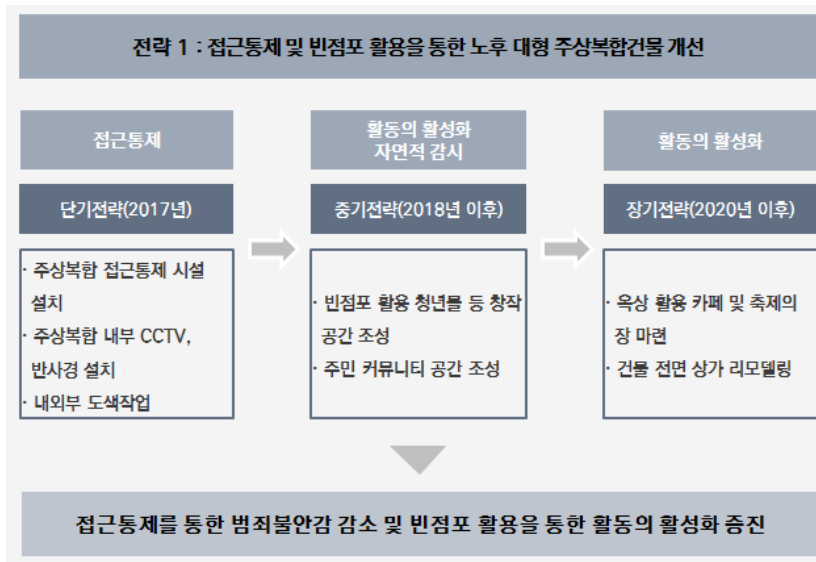 전략 1 : 접근통제 및 빈점포 활용을 통한 노후 대형 주상복합건물 개선
접근통제
단기전략(2017년)
· 주상복합 접근통제 시설
설치
· 주상복합 내부 CCTV,
반사경 설치
· 내외부 도색작업
활동의 활성화
자연적 감시
중기전략(2018년 이후)
· 빈점포 활용 청년몰 등 창작
공간 조성
· 주민 커뮤니티 공간 조성
활동의 활성화
장기전략(2020년 이후)
· 옥상 활용 카페 및 축제의
장 마련
· 건물 전면 상가 리모델링
접근통제를 통한 범죄불안감 감소 및 빈점포 활용을 통한 활동의 활성화 증진